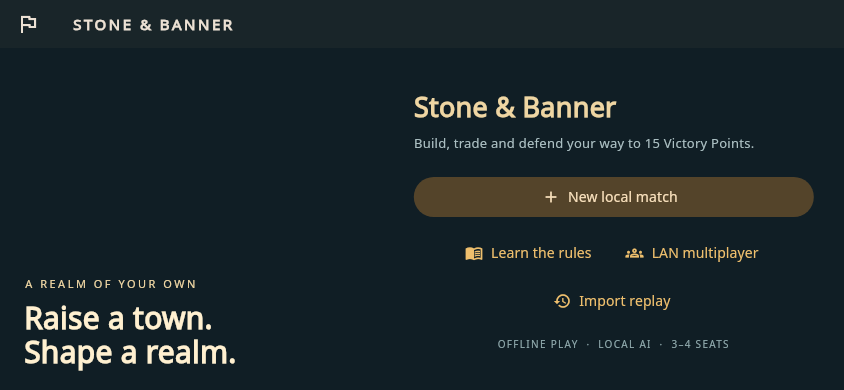 STONE & BANNER
Stone & Banner
Build, trade and defend your way to 15 Victory Points.
New local match
Learn the rules
LAN multiplayer
Import replay
OFFLINE PLAY · LOCAL AI · 3–4 SEATS
A REALM OF YOUR OWN
Raise a town.
Shape a realm.